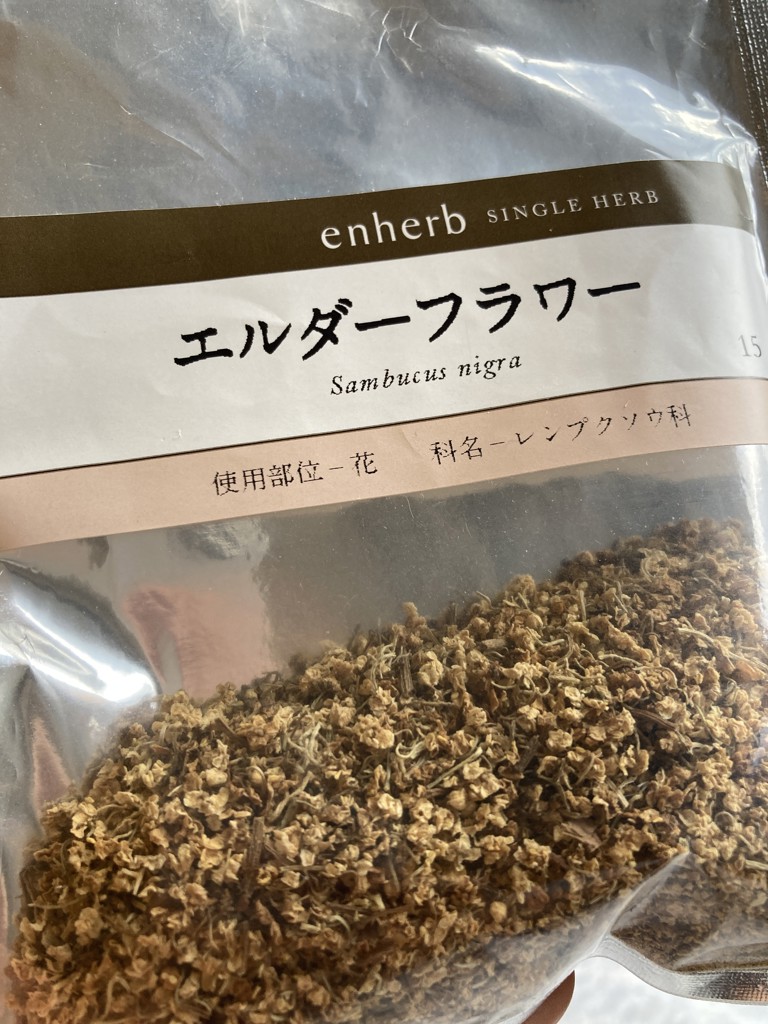 enherb SINGLE HERB
エルダーフラワー
Sambucus nigra
15
使用部位−花 科名−レンプクソウ科